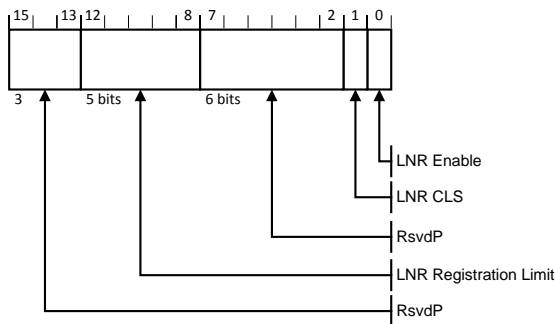 15 13 12 8 7 2 1 0
3 5 bits 6 bits
LNR Enable
LNR CLS
RsvdP
LNR Registration Limit
RsvdP